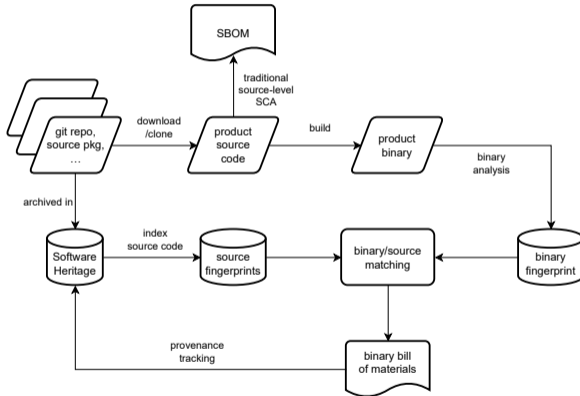 SBOM
traditional
source-level
SCA
git repo,
source pkg,
...
download
/clone
product
source
code
build
product
binary
binary
analysis
archived in
Software
Heritage
index
source code
source
fingerprints
binary/source
matching
binary
fingerprint
provenance
tracking
binary bill
of materials